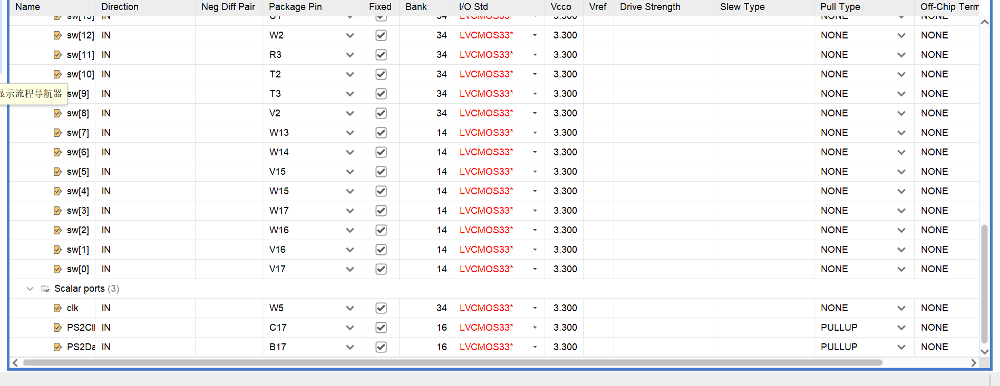 Name Direction Neg Diff Pair Package Pin Fixed Bank I/O Std Vcco Vref Drive Strength Slew Type Pull Type Off-Chip Term
sw[12] IN W2 34 LVCMOS33* 3.300 NONE NONE
sw[11] IN R3 34 LVCMOS33* 3.300 NONE NONE
sw[10] IN T2 34 LVCMOS33* 3.300 NONE NONE
显示流程导航器 sw[9] IN T3 34 LVCMOS33* 3.300 NONE NONE
sw[8] IN V2 34 LVCMOS33* 3.300 NONE NONE
sw[7] IN W13 14 LVCMOS33* 3.300 NONE NONE
sw[6] IN W14 14 LVCMOS33* 3.300 NONE NONE
sw[5] IN V15 14 LVCMOS33* 3.300 NONE NONE
sw[4] IN W15 14 LVCMOS33* 3.300 NONE NONE
sw[3] IN W17 14 LVCMOS33* 3.300 NONE NONE
sw[2] IN W16 14 LVCMOS33* 3.300 NONE NONE
sw[1] IN V16 14 LVCMOS33* 3.300 NONE NONE
sw[0] IN V17 14 LVCMOS33* 3.300 NONE NONE
Scalar ports (3)
clk IN W5 34 LVCMOS33* 3.300 NONE NONE
PS2Cl IN C17 16 LVCMOS33* 3.300 PULLUP NONE
PS2Da IN B17 16 LVCMOS33* 3.300 PULLUP NONE